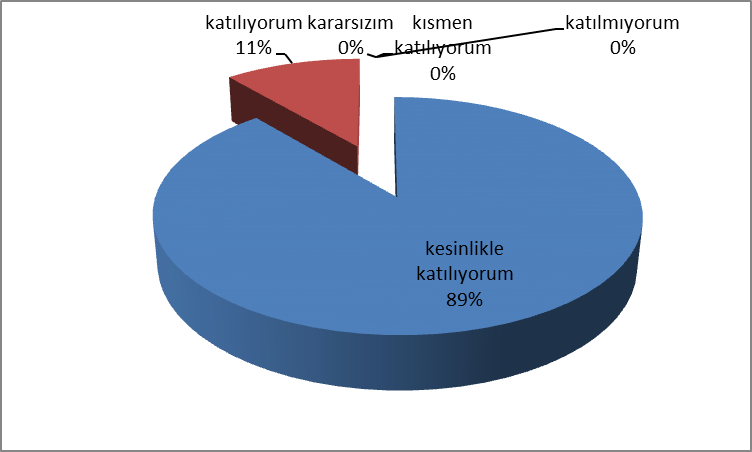 katılıyorum
11%
kararsızım
0%
kısmen
katılıyorum
0%
katılmıyorum
0%
kesinlikle
katılıyorum
89%